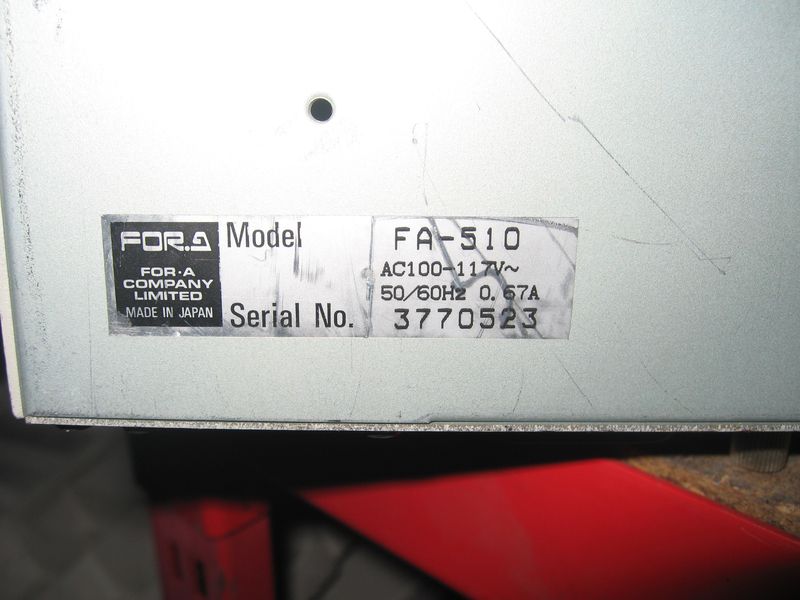 FOR.A
FOR·A
COMPANY
LIMITED
MADE IN JAPAN
Model FA-510
AC100-117V~
50/60Hz 0.67A
Serial No. 3770523